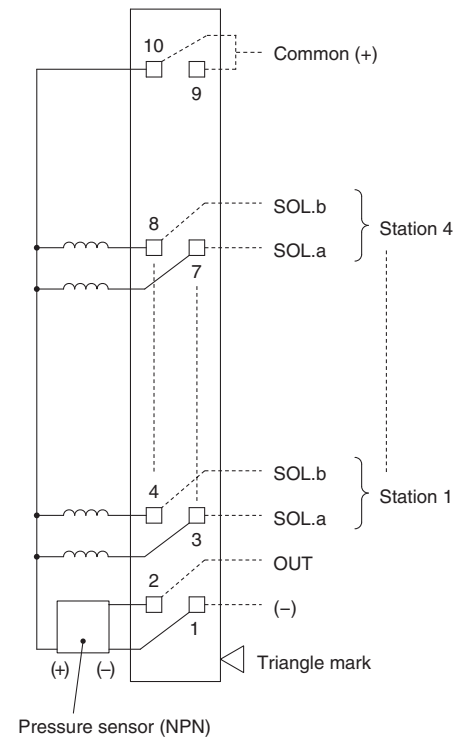 10
Common (+)
9
8
SOL.b
Station 4
SOL.a
7
4
SOL.b
Station 1
SOL.a
3
OUT
2
(–)
1
(+) (–)
Triangle mark
Pressure sensor (NPN)